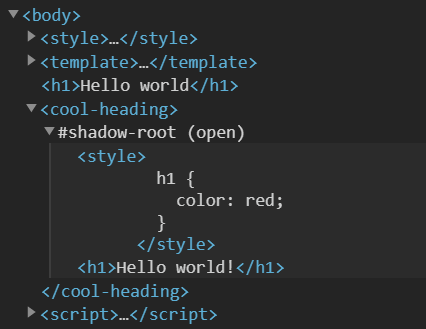 <body>
<style>…</style>
<template>…</template>
<h1>Hello world</h1>
<cool-heading>
#shadow-root (open)
<style>
h1 {
color: red;
}
</style>
<h1>Hello world!</h1>
</cool-heading>
<script>…</script>